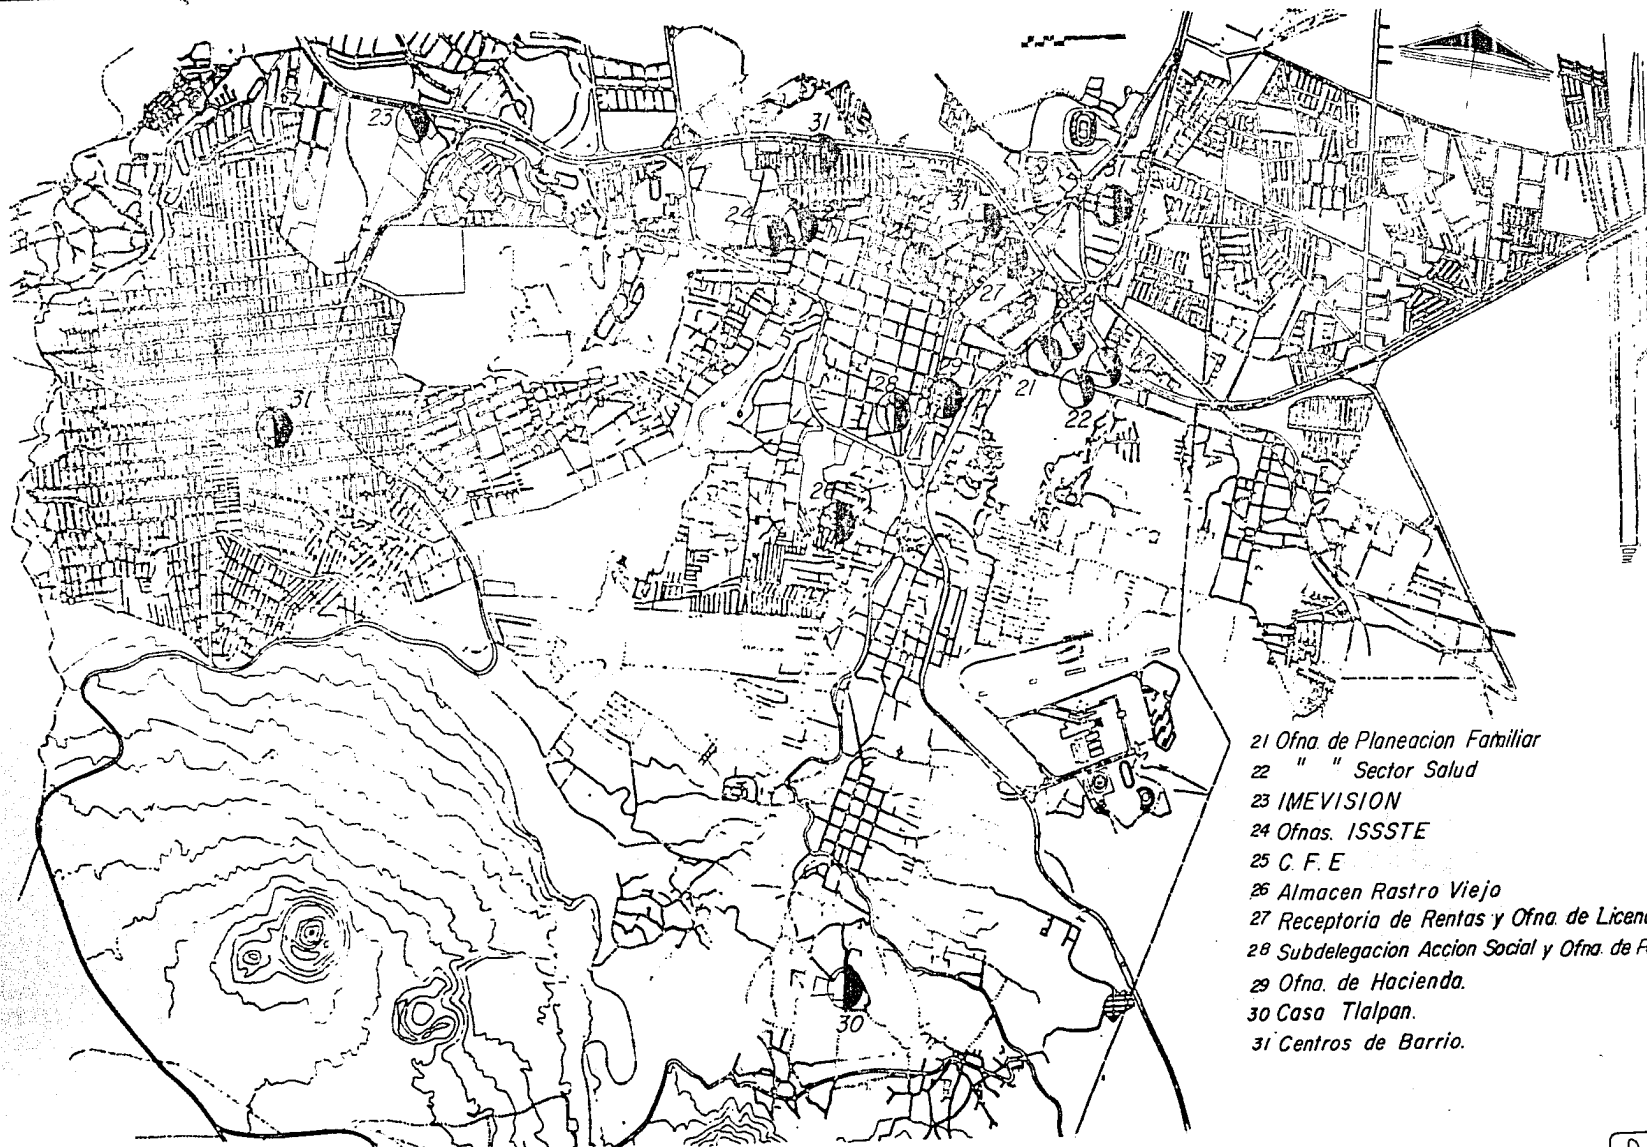 23
31
24
31
25
27
29
28
21
22
31
26
30
21 Ofna. de Planeacion Familiar
22 " " Sector Salud
23 IMEVISION
24 Ofnas. ISSSTE
25 C. F. E
26 Almacen Rastro Viejo
27 Receptoria de Rentas y Ofna. de Licenc
28 Subdelegacion Accion Social y Ofna. de
29 Ofna. de Hacienda.
30 Casa Tlalpan.
31 Centros de Barrio.